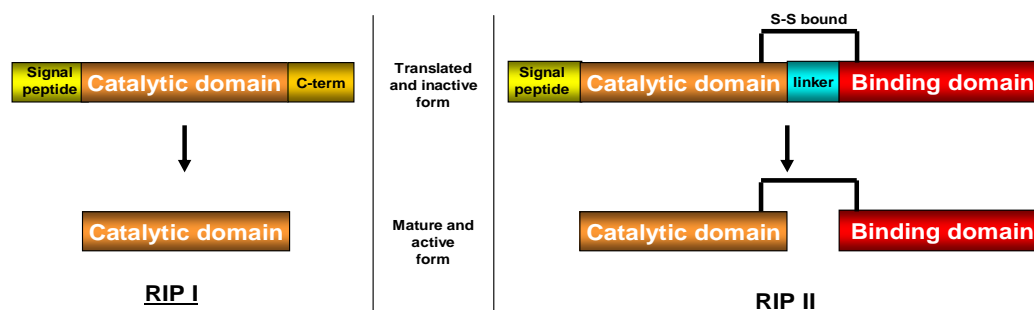 S-S bound
Signal
peptide
Catalytic domain
C-term
Translated
and inactive
form
Signal
peptide
Catalytic domain
linker
Binding domain
Catalytic domain
Mature and
active
form
Catalytic domain
Binding domain
RIP I
RIP II